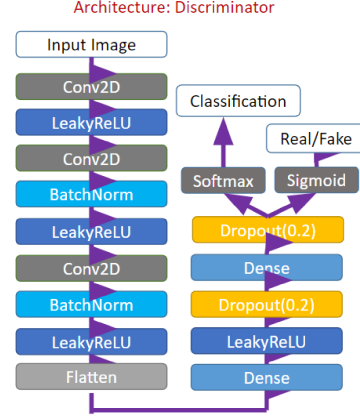 Architecture: Discriminator
Input Image
Conv2D
LeakyReLU
Conv2D
BatchNorm
LeakyReLU
Conv2D
BatchNorm
LeakyReLU
Flatten
Classification
Real/Fake
Softmax
Sigmoid
Dropout(0.2)
Dense
Dropout(0.2)
LeakyReLU
Dense